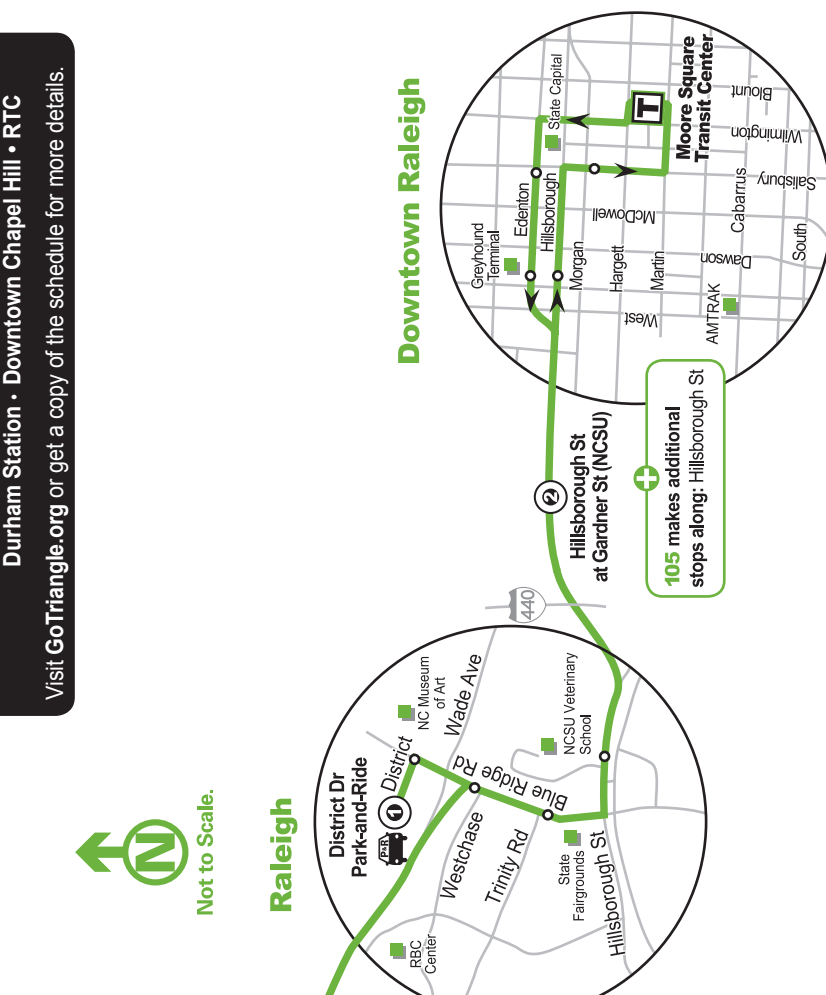 Durham Station • Downtown Chapel Hill • RTC
Visit GoTriangle.org or get a copy of the schedule for more details.
N
Not to Scale.
Raleigh
District Dr
Park-and-Ride
P&R
1
District
NC Museum
of Art
Wade Ave
Blue Ridge Rd
Westchase
Trinity Rd
RBC
Center
State
Fairgrounds
Hillsborough St
NCSU Veterinary
School
440
2
Hillsborough St
at Gardner St (NCSU)
105 makes additional
stops along: Hillsborough St
Downtown Raleigh
Greyhound
Terminal
State Capital
Edenton
Hillsborough
Morgan
Hargett
Martin
Cabarrus
South
West
Dawson
McDowell
Salisbury
Wilmington
Blount
AMTRAK
T
Moore Square
Transit Center